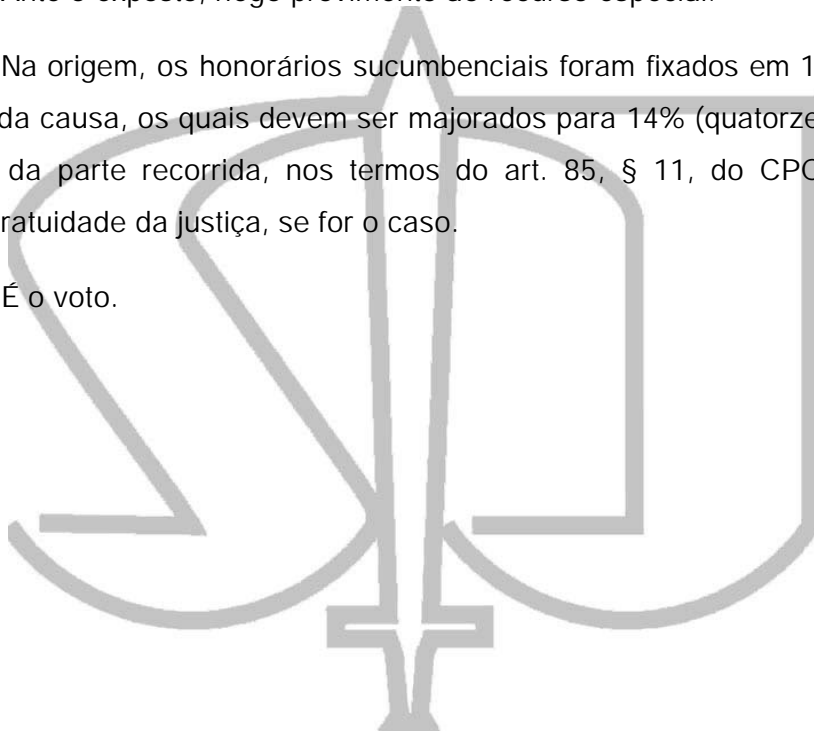 Ante o exposto, nego provimento ao recurso especial.
Na origem, os honorários sucumbenciais foram fixados em 1
da causa, os quais devem ser majorados para 14% (quatorze
da parte recorrida, nos termos do art. 85, § 11, do CPC
ratuidade da justiça, se for o caso.
É o voto.
STJ